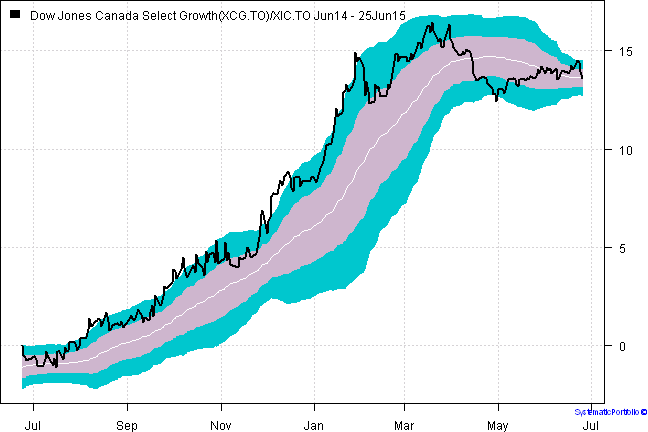 Dow Jones Canada Select Growth(XCG.TO)/XIC.TO Jun14 - 25Jun15
15
10
5
0
Jul Sep Nov Jan Mar May Jul
SystematicPortfolio ©